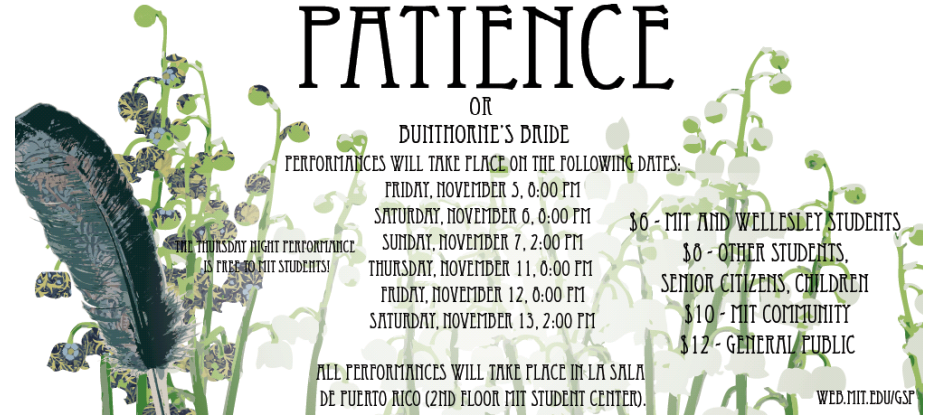 PATIENCE
OR
BUNTHORNE'S BRIDE
PERFORMANCES WILL TAKE PLACE ON THE FOLLOWING DATES:
FRIDAY, NOVEMBER 5, 8:00 PM
SATURDAY, NOVEMBER 6, 8:00 PM
SUNDAY, NOVEMBER 7, 2:00 PM
THURSDAY, NOVEMBER 11, 8:00 PM
FRIDAY, NOVEMBER 12, 8:00 PM
SATURDAY, NOVEMBER 13, 2:00 PM
THE THURSDAY NIGHT PERFORMANCE
IS FREE TO MIT STUDENTS!
$6 - MIT AND WELLESLEY STUDENTS
$8 - OTHER STUDENTS,
SENIOR CITIZENS, CHILDREN
$10 - MIT COMMUNITY
$12 - GENERAL PUBLIC
ALL PERFORMANCES WILL TAKE PLACE IN LA SALA
DE PUERTO RICO (2ND FLOOR MIT STUDENT CENTER).
WEB.MIT.EDU/GSP